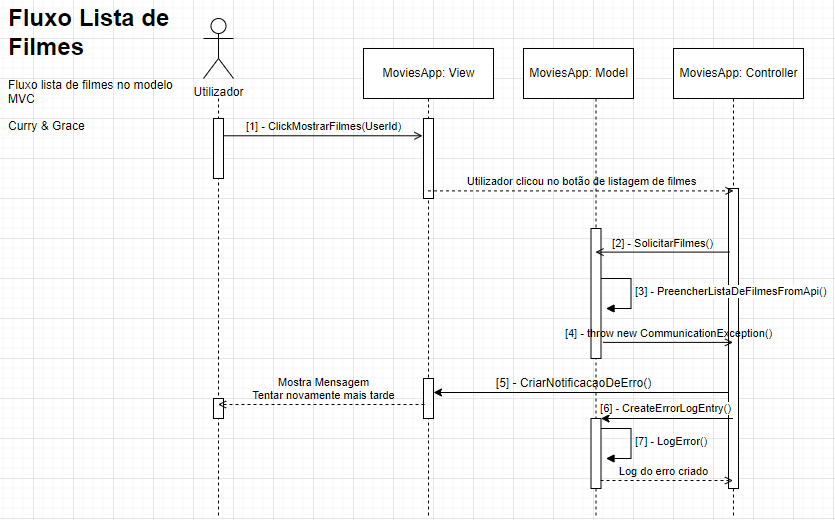 Fluxo Lista de
Filmes
Fluxo lista de filmes no modelo
MVC
Curry & Grace
Utilizador
MoviesApp: View
MoviesApp: Model
MoviesApp: Controller
[1] - ClickMostrarFilmes(UserId)
Utilizador clicou no botão de listagem de filmes
[2] - SolicitarFilmes()
[3] - PreencherListaDeFilmesFromApi()
[4] - throw new CommunicationException()
[5] - CriarNotificacaoDeErro()
Mostra Mensagem
Tentar novamente mais tarde
[6] - CreateErrorLogEntry()
[7] - LogError()
Log do erro criado